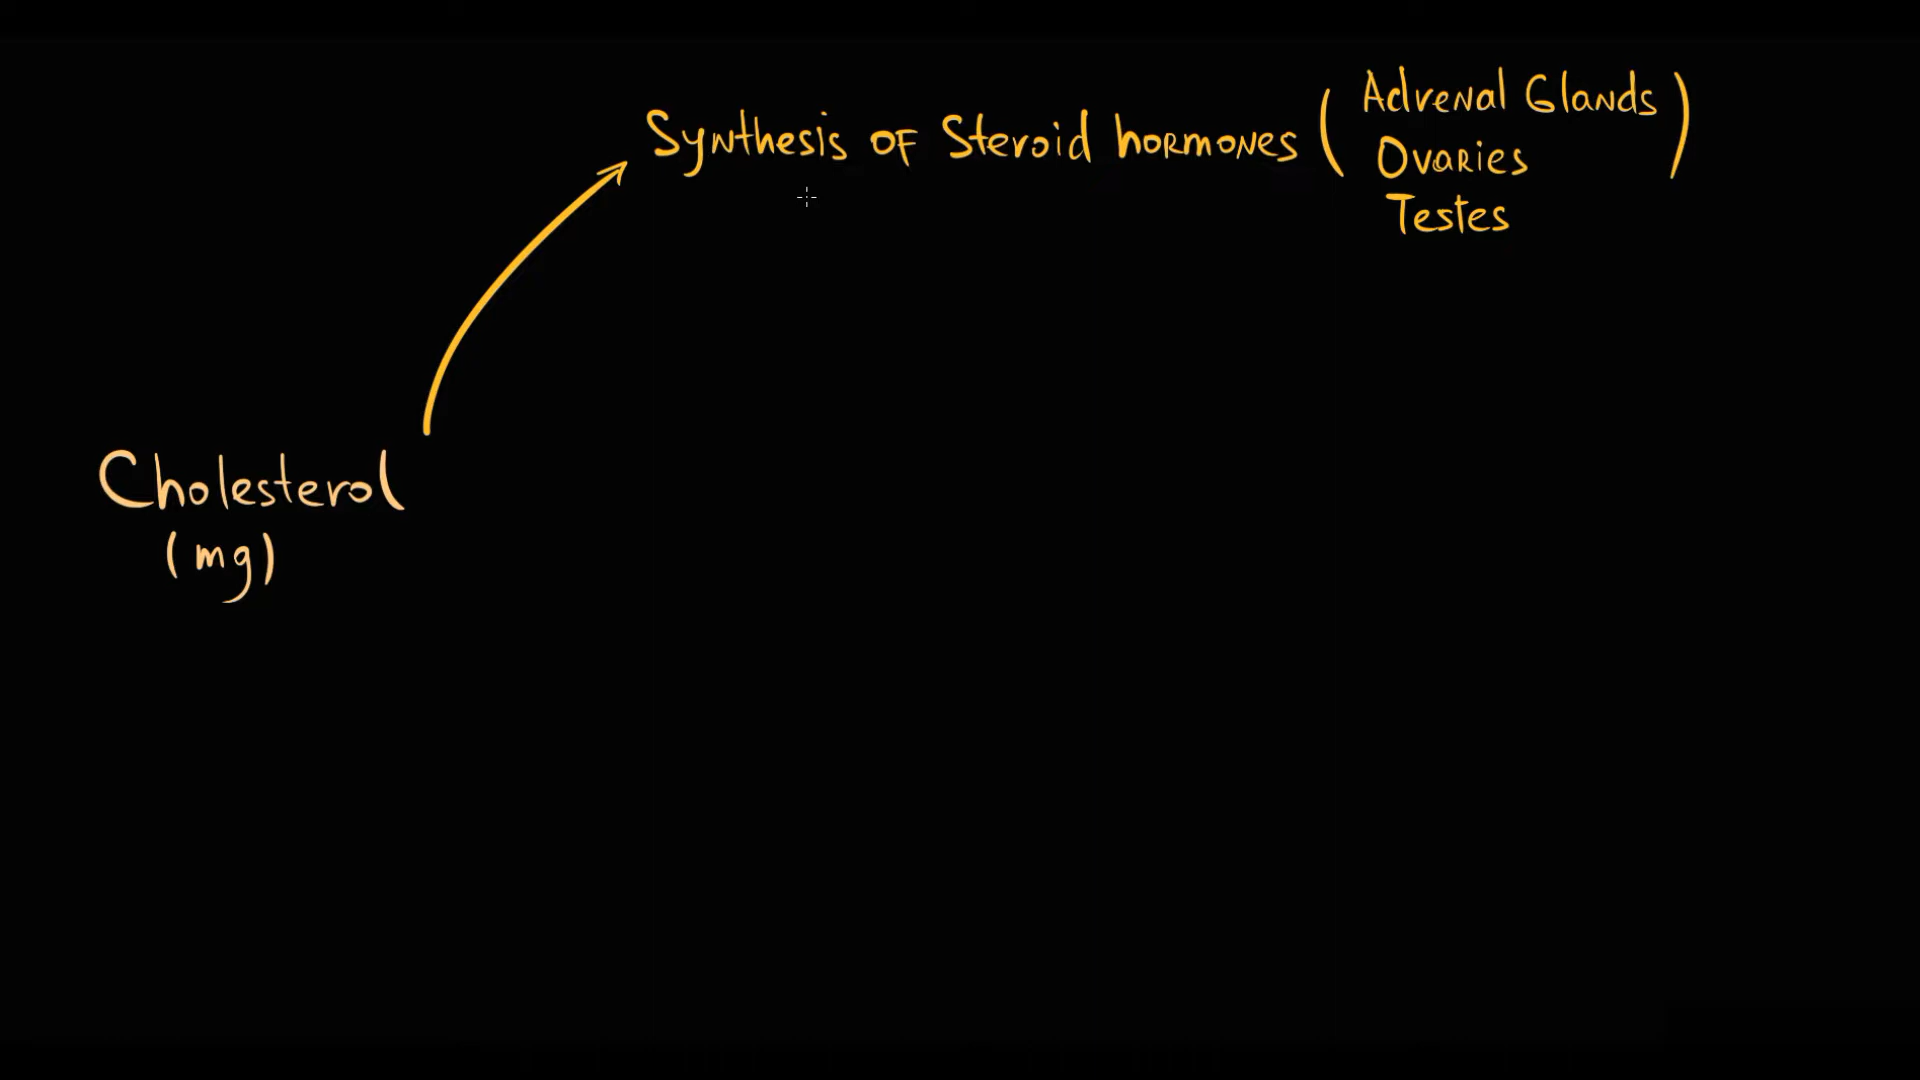 Synthesis of Steroid hormones (Adrenal Glands
Ovaries)
Testes
Cholesterol
(mg)